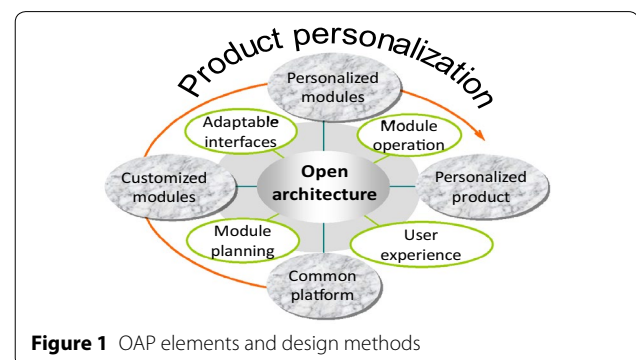 Product personalization
Personalized
modules
Adaptable
interfaces
Module
operation
Customized
modules
Open
architecture
Personalized
product
Module
planning
User
experience
Common
platform
Figure 1 OAP elements and design methods